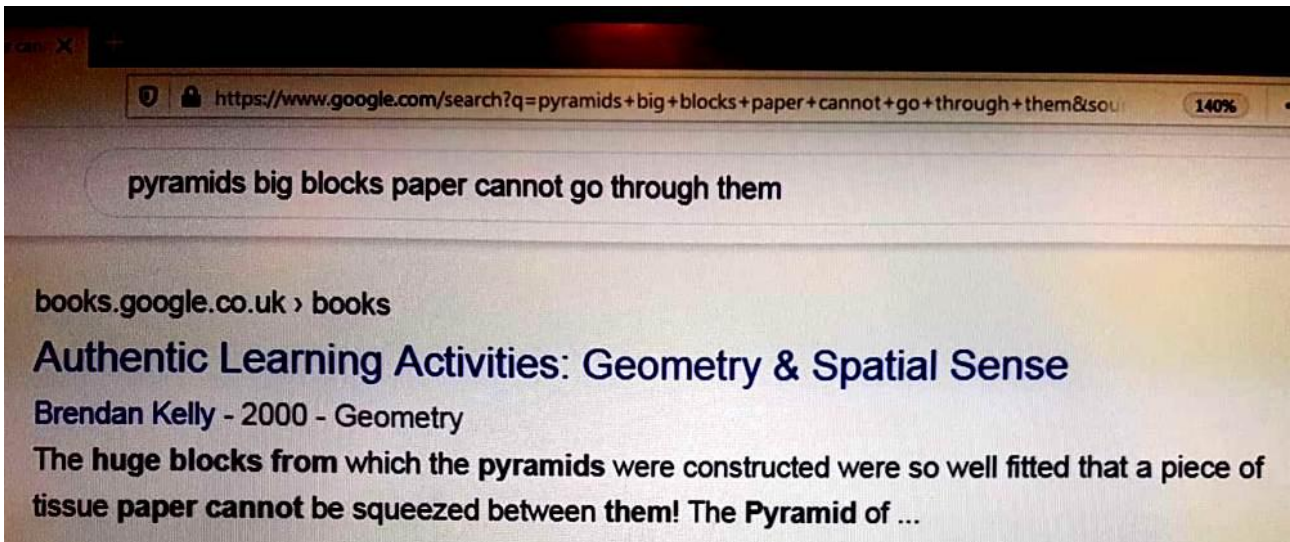 https://www.google.com/search?q=pyramids+big+blocks+paper+cannot+go+through+them&sou
140%
pyramids big blocks paper cannot go through them
books.google.co.uk › books
Authentic Learning Activities: Geometry & Spatial Sense
Brendan Kelly - 2000 - Geometry
The huge blocks from which the pyramids were constructed were so well fitted that a piece of
tissue paper cannot be squeezed between them! The Pyramid of ...